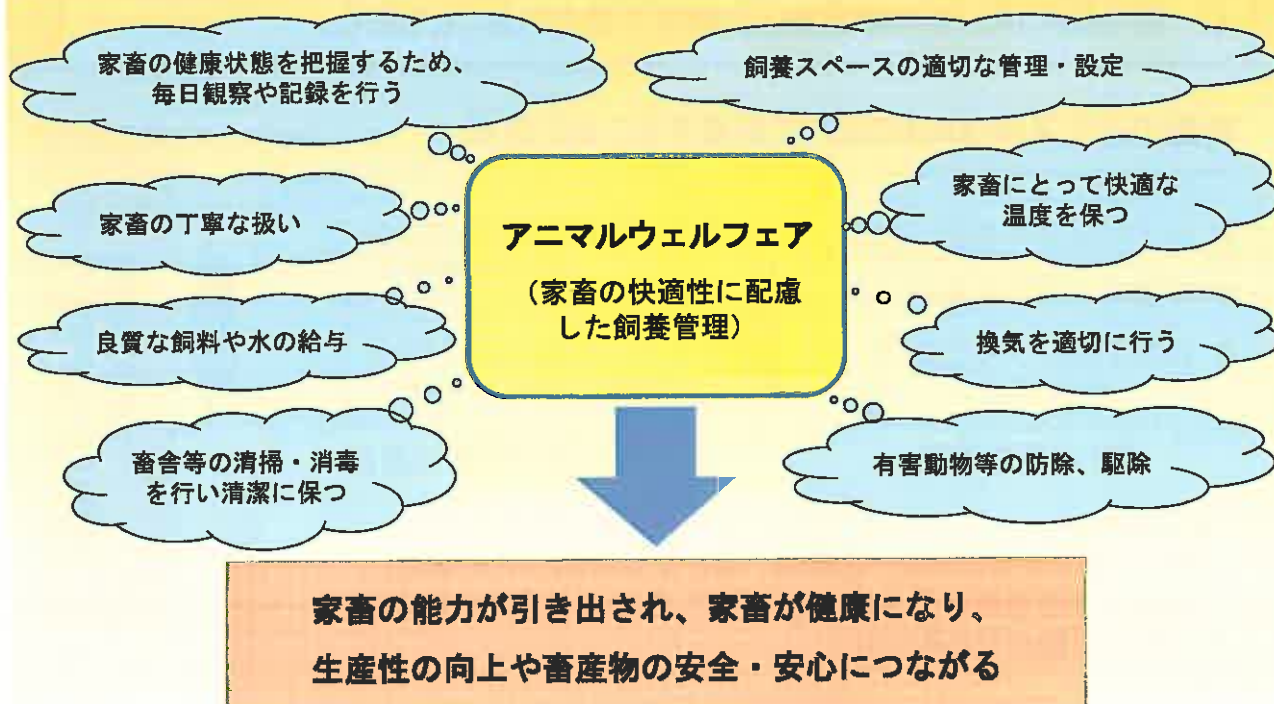 家畜の健康状態を把握するため、
毎日観察や記録を行う
飼養スペースの適切な管理・設定
家畜の丁寧な扱い
家畜にとって快適な
温度を保つ
アニマルウェルフェア
（家畜の快適性に配慮
した飼養管理）
良質な飼料や水の給与
換気を適切に行う
畜舎等の清掃・消毒
を行い清潔に保つ
有害動物等の防除、駆除
家畜の能力が引き出され、家畜が健康になり、
生産性の向上や畜産物の安全・安心につながる